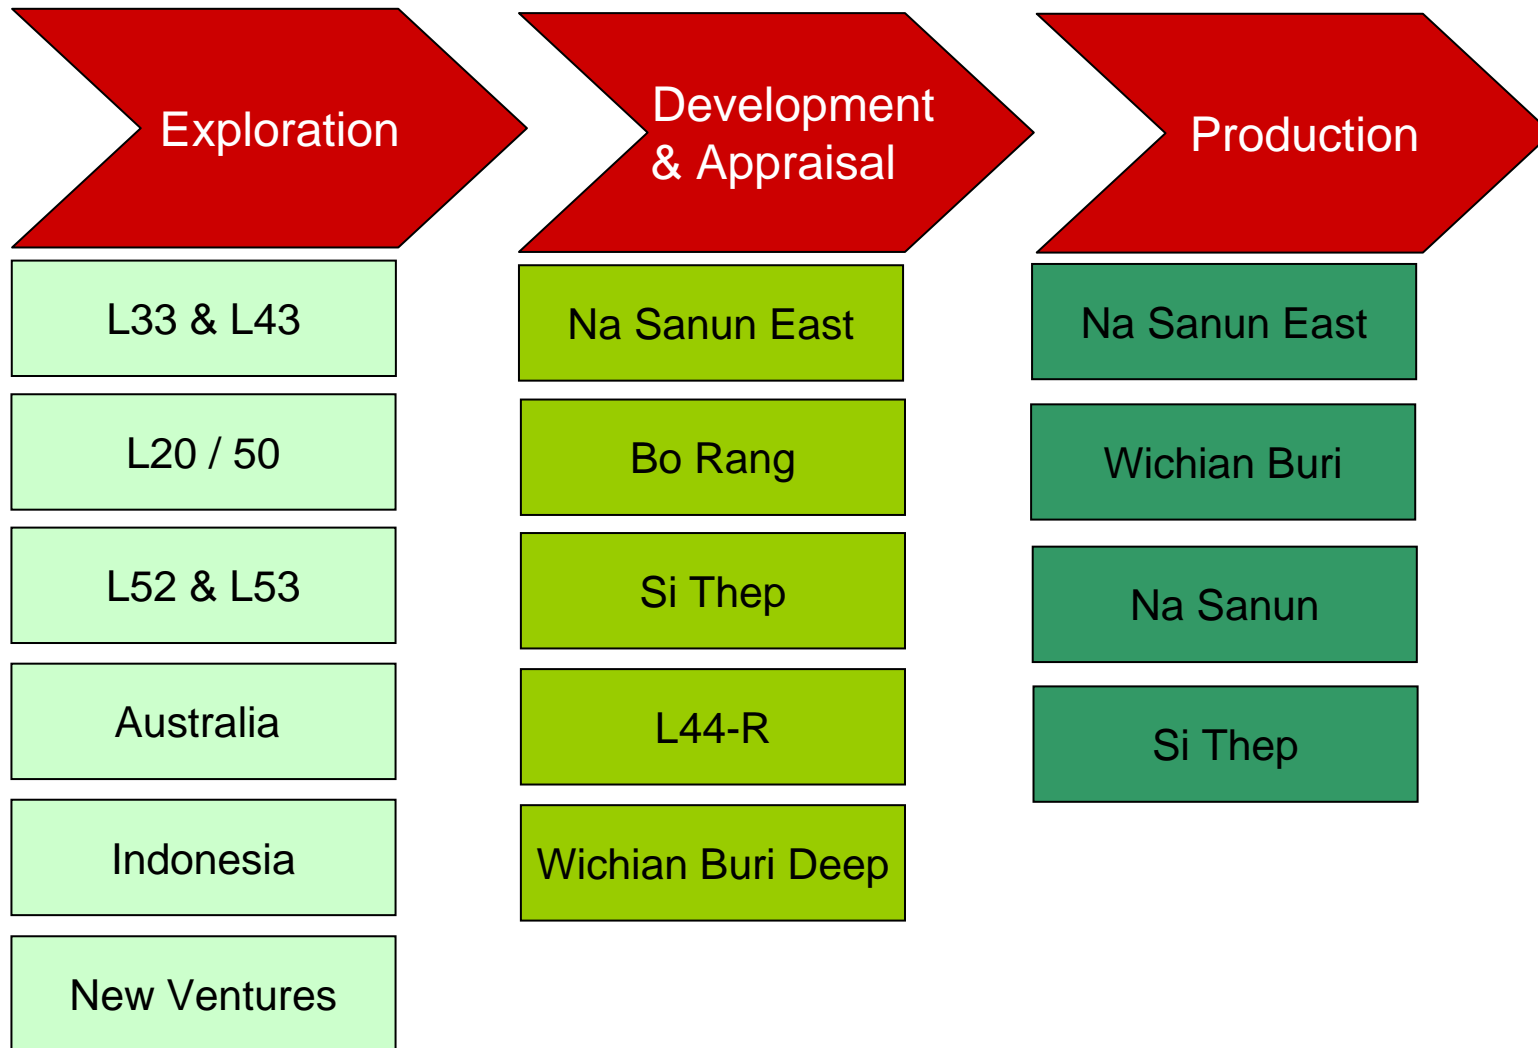 Exploration
Development
& Appraisal
Production
L33 & L43
L20 / 50
L52 & L53
Australia
Indonesia
New Ventures
Na Sanun East
Bo Rang
Si Thep
L44-R
Wichian Buri Deep
Na Sanun East
Wichian Buri
Na Sanun
Si Thep